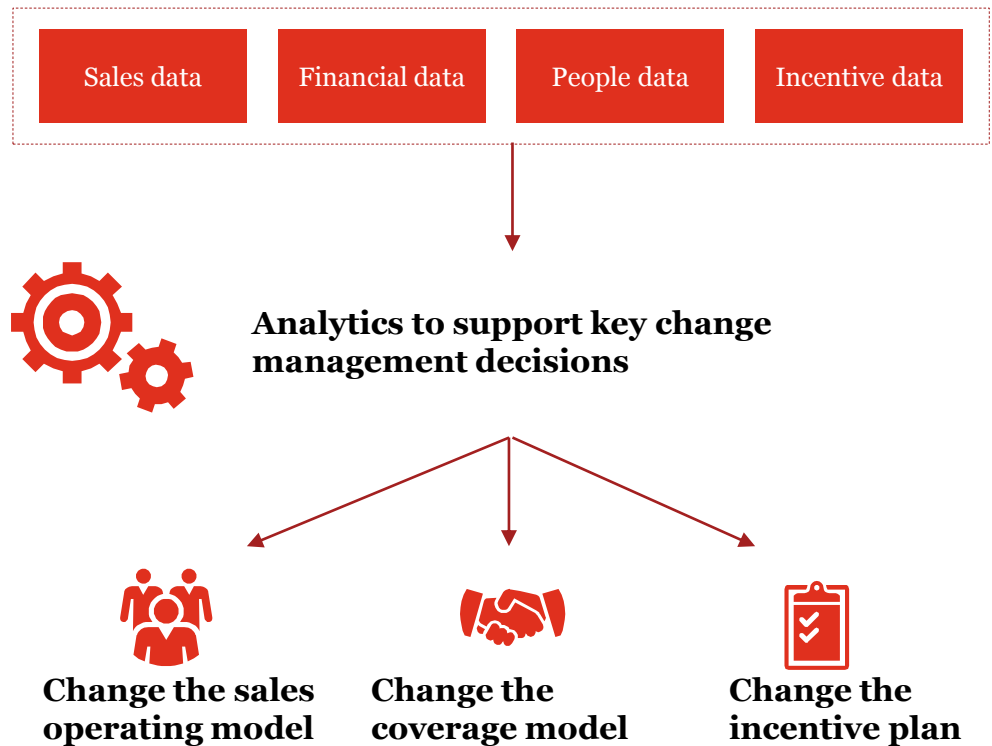 Sales data
Financial data
People data
Incentive data
Analytics to support key change
management decisions
Change the sales
operating model
Change the
coverage model
Change the
incentive plan